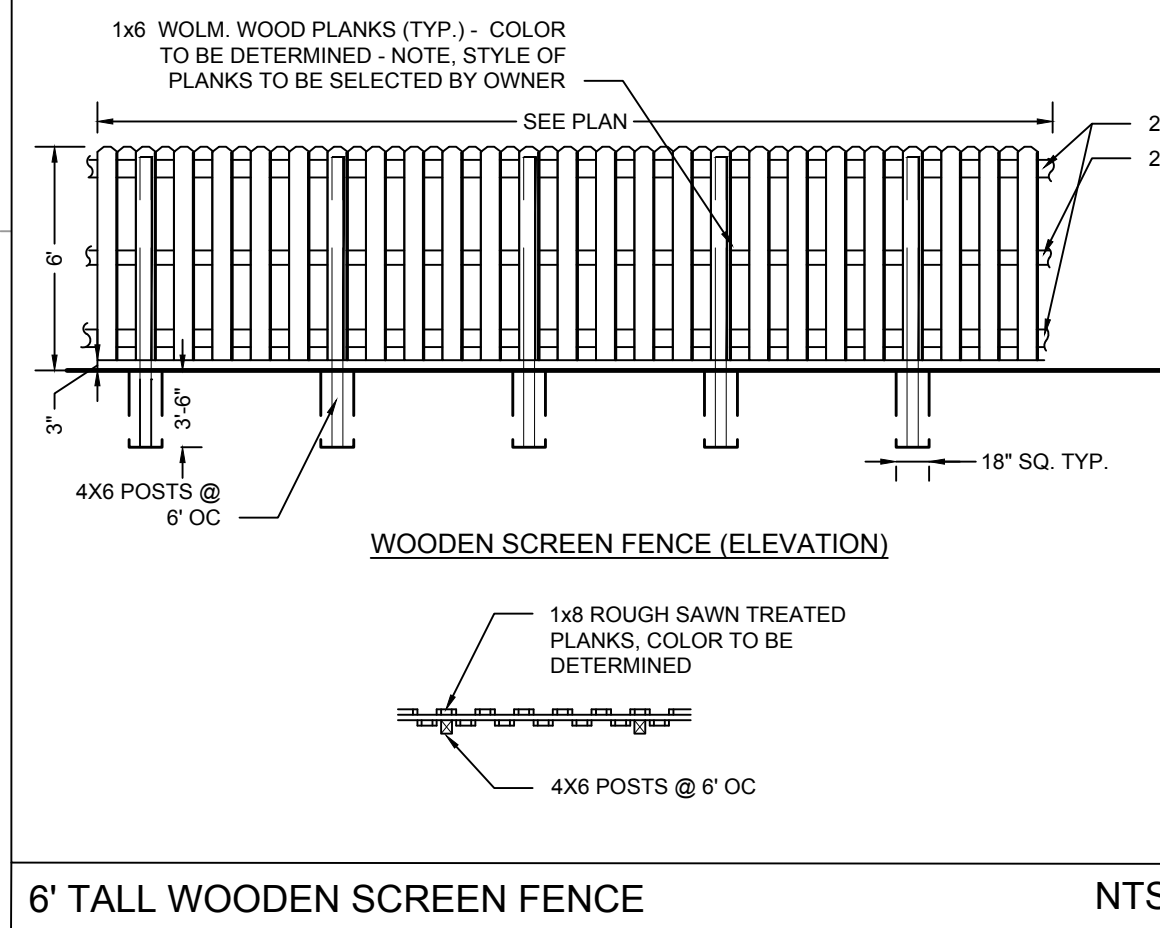 1x6 WOLM. WOOD PLANKS (TYP.) - COLOR
TO BE DETERMINED - NOTE, STYLE OF
PLANKS TO BE SELECTED BY OWNER
SEE PLAN
2
2
6'
3"
3'-6"
4X6 POSTS @
6' OC
18" SQ. TYP.
WOODEN SCREEN FENCE (ELEVATION)
1x8 ROUGH SAWN TREATED
PLANKS, COLOR TO BE
DETERMINED
4X6 POSTS @ 6' OC
6' TALL WOODEN SCREEN FENCE
NTS